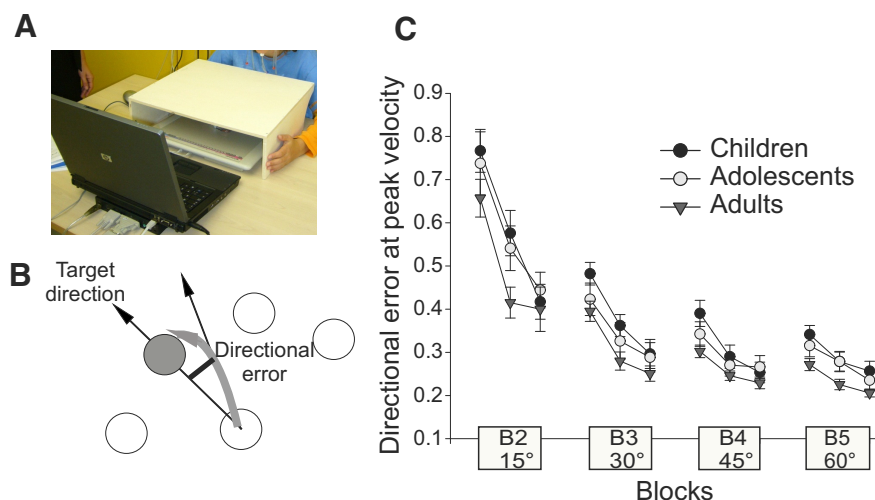 A
B
Target
direction
Directional
error
C
Directional error at peak velocity
0.9
0.8
0.7
0.6
0.5
0.4
0.3
0.2
0.1
Children
Adolescents
Adults
B2
15°
B3
30°
B4
45°
B5
60°
Blocks